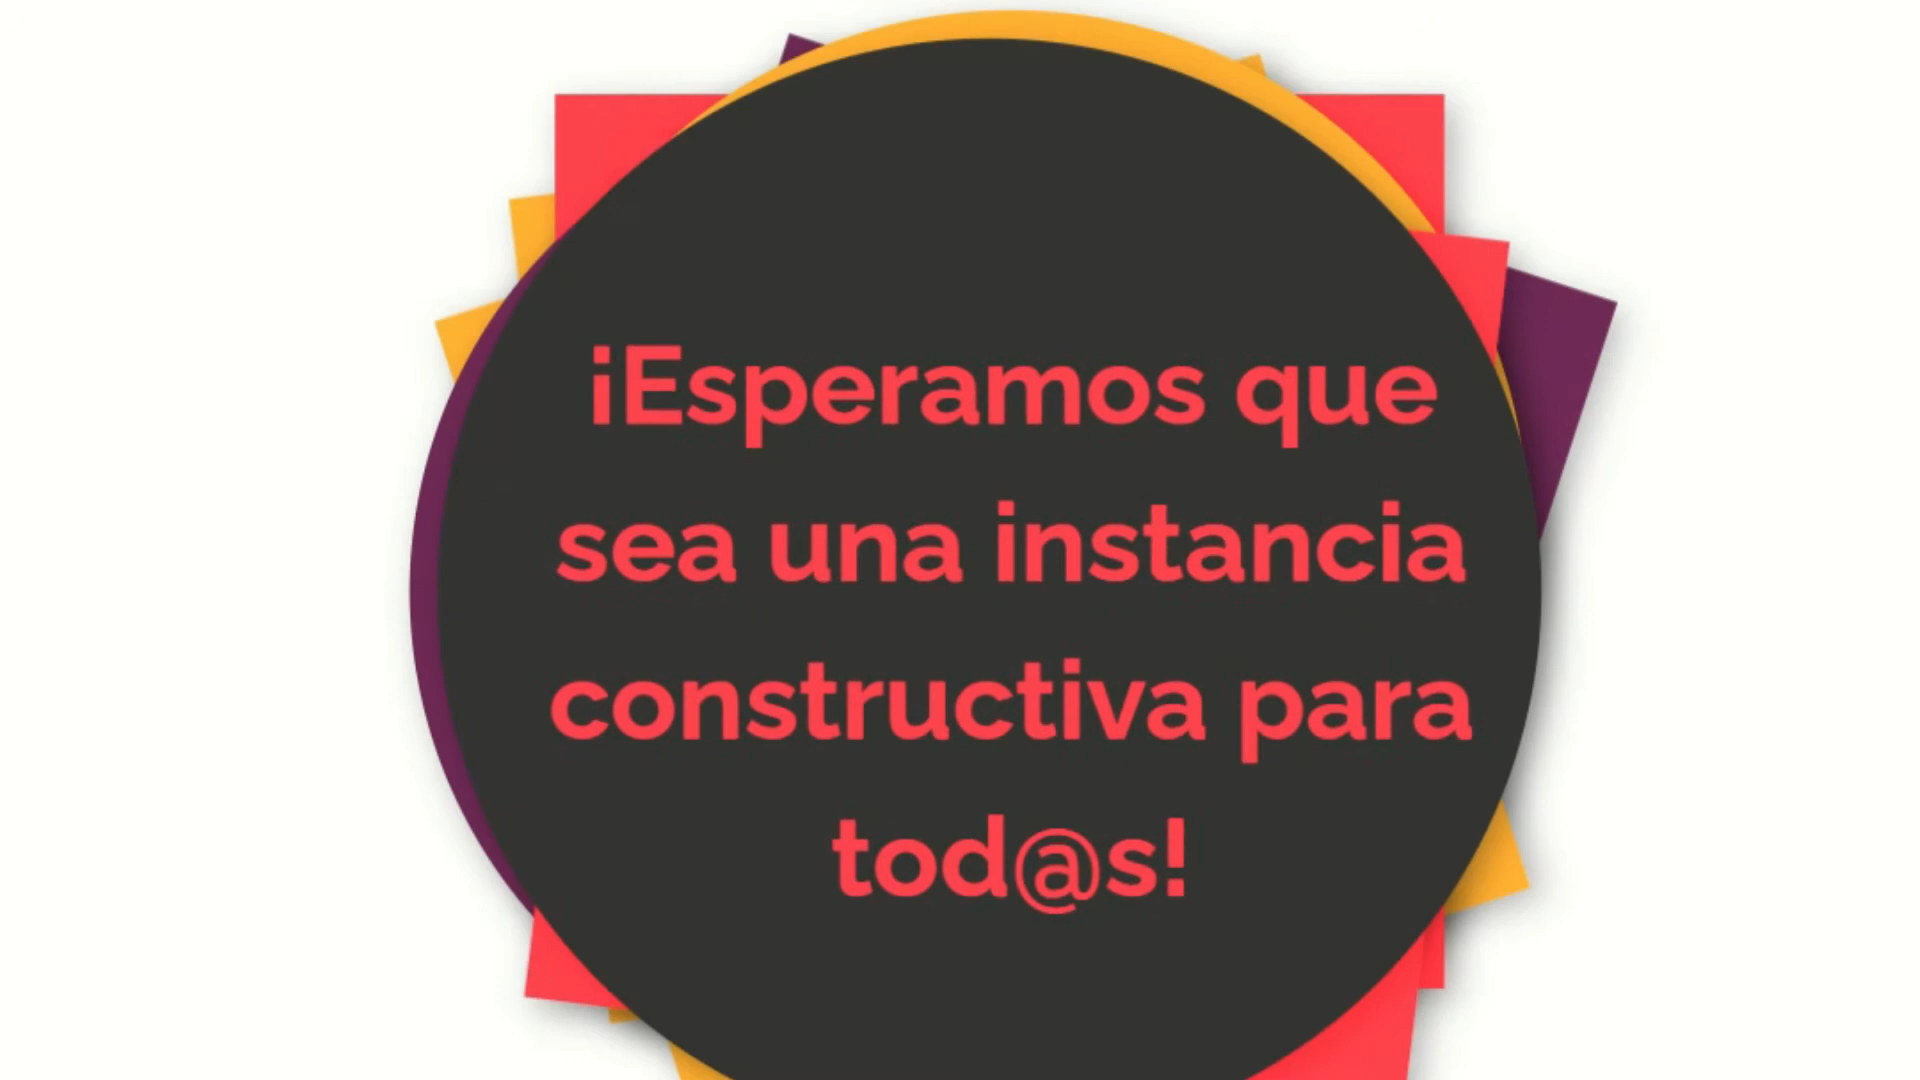 ¡Esperamos que
sea una instancia
constructiva para
tod@s!